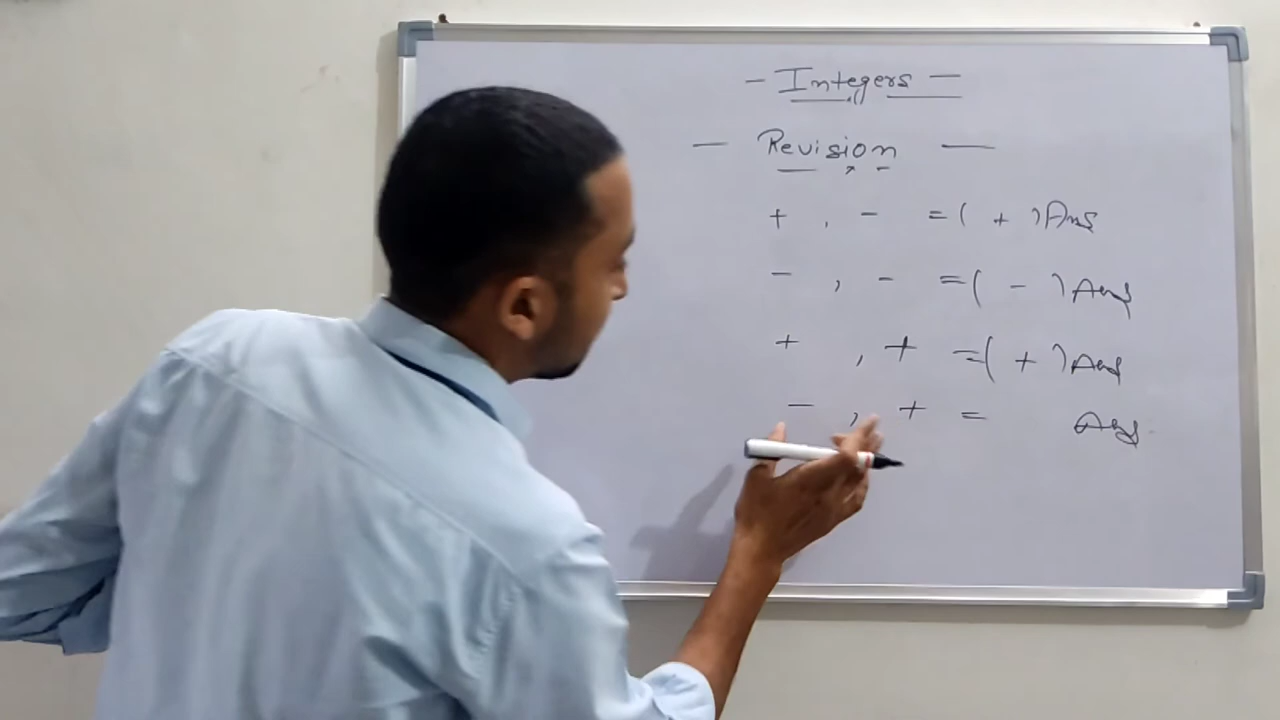 - Integers -
- Revision -
+ , - = ( + ) Ans
- , - = ( - ) Ans
+ , + = ( + ) Ans
- , + = Ans